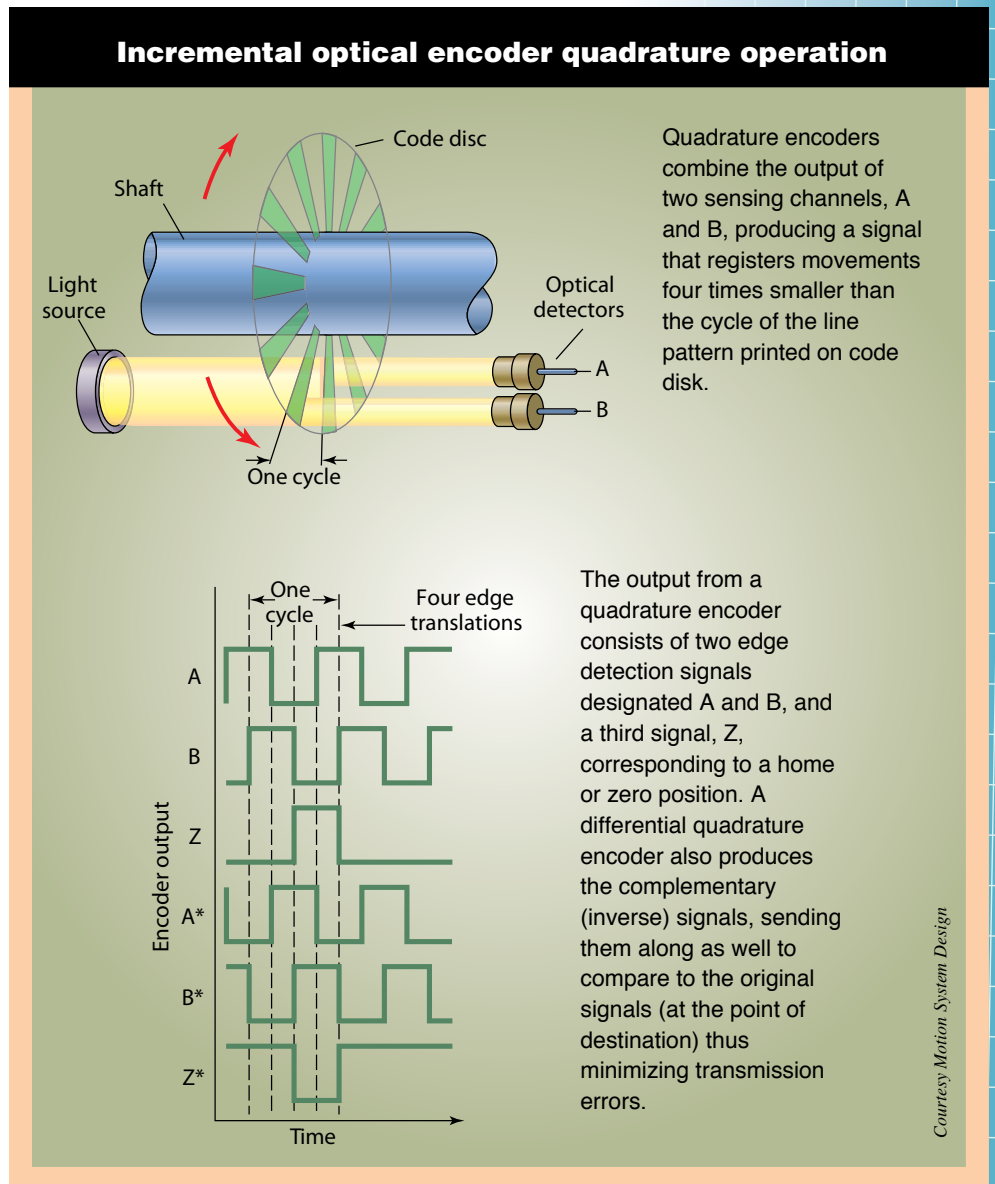 Incremental optical encoder quadrature operation
Code disc
Shaft
Light
source
Optical
detectors
A
B
One cycle
Quadrature encoders
combine the output of
two sensing channels, A
and B, producing a signal
that registers movements
four times smaller than
the cycle of the line
pattern printed on code
disk.
One
cycle
Four edge
translations
A
B
Z
A*
B*
Z*
Encoder output
Time
The output from a
quadrature encoder
consists of two edge
detection signals
designated A and B, and
a third signal, Z,
corresponding to a home
or zero position. A
differential quadrature
encoder also produces
the complementary
(inverse) signals, sending
them along as well to
compare to the original
signals (at the point of
destination) thus
minimizing transmission
errors.
Courtesy Motion System Design